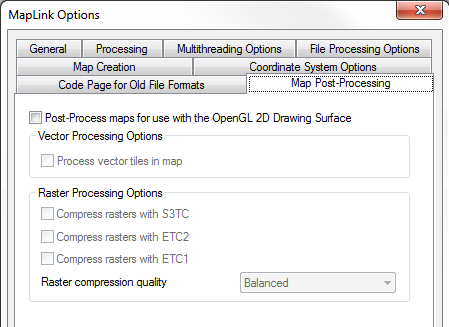 MapLink Options
General
Processing
Multithreading Options
File Processing Options
Map Creation
Coordinate System Options
Code Page for Old File Formats
Map Post-Processing
Post-Process maps for use with the OpenGL 2D Drawing Surface
Vector Processing Options
Process vector tiles in map
Raster Processing Options
Compress rasters with S3TC
Compress rasters with ETC2
Compress rasters with ETC1
Raster compression quality
Balanced